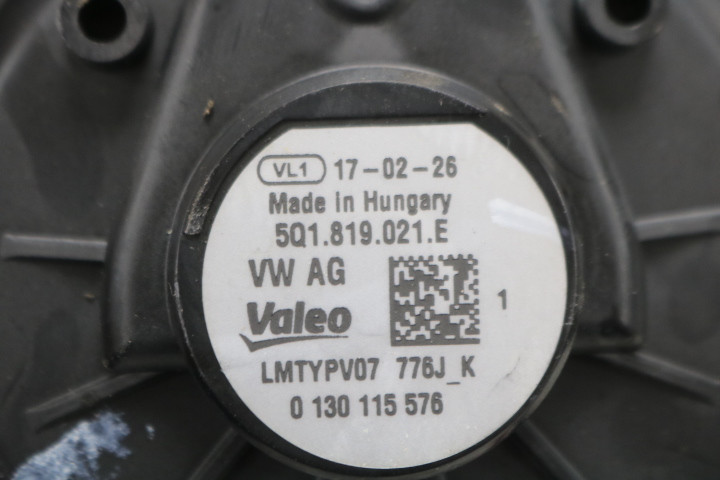 VL1 17-02-26
Made in Hungary
5Q1.819.021.E
VW AG
1
Valeo
LMTYPV07 776J_K
0 130 115 576